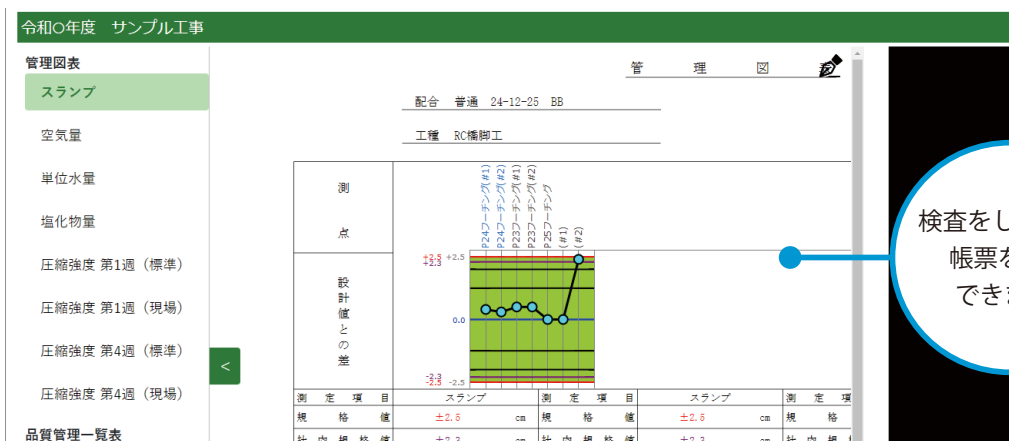 令和○年度 サンプル工事
管理図表
スランプ
空気量
単位水量
塩化物量
圧縮強度 第1週（標準）
圧縮強度 第1週（現場）
圧縮強度 第4週（標準）
圧縮強度 第4週（現場）
品質管理一覧表
<
管 理 図
配合 普通 24-12-25 BB
工種 RC橋脚工
測 点
P24フーチング(#1)
P24フーチング(#2)
P23フーチング(#1)
P23フーチング(#2)
P25フーチング
(#1)
(#2)
設計値との差
+2.5 +2.5
+2.3
0.0
-2.3
-2.5 -2.5
測 定 項 目 スランプ 測 定 項 目 スランプ 測 定 項
規 格 値 ±2.5 cm 規 格 値 ±2.5 cm 規 格
社 内 規 格 値 ±2.3 cm 社 内 規 格 値 ±2.3 cm 社 内 規 格
検査をし
帳票を
でき